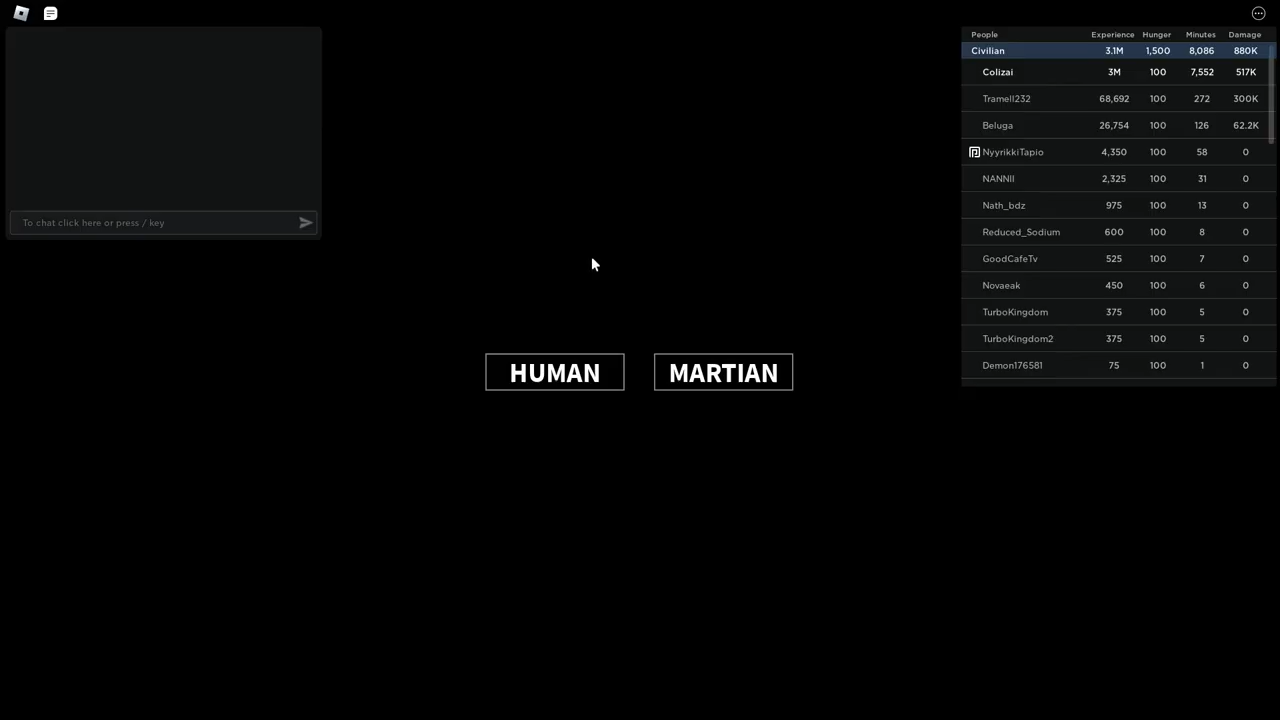 People Experience Hunger Minutes Damage
Civilian 3.1M 1,500 8,086 880K
Colizai 3M 100 7,552 517K
Tramell232 68,692 100 272 300K
Beluga 26,754 100 126 62.2K
NyyrikkiTapio 4,350 100 58 0
NANNII 2,325 100 31 0
Nath_bdz 975 100 13 0
Reduced_Sodium 600 100 8 0
GoodCafeTv 525 100 7 0
Novaeak 450 100 6 0
TurboKingdom 375 100 5 0
TurboKingdom2 375 100 5 0
Demon176581 75 100 1 0
To chat click here or press / key
HUMAN MARTIAN